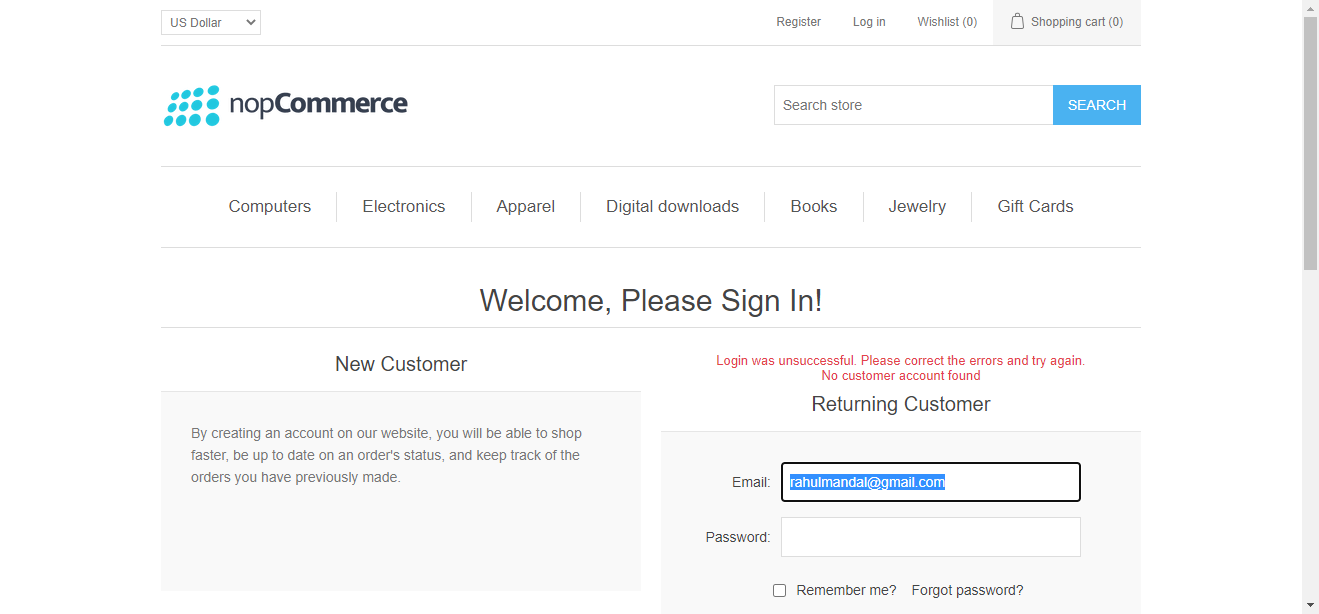 US Dollar
Register
Log in
Wishlist (0)
Shopping cart (0)
nopCommerce
Search store
SEARCH
Computers
Electronics
Apparel
Digital downloads
Books
Jewelry
Gift Cards
Welcome, Please Sign In!
New Customer
By creating an account on our website, you will be able to shop
faster, be up to date on an order's status, and keep track of the
orders you have previously made.
Login was unsuccessful. Please correct the errors and try again.
No customer account found
Returning Customer
Email:
rahulmandal@gmail.com
Password:
Remember me?
Forgot password?